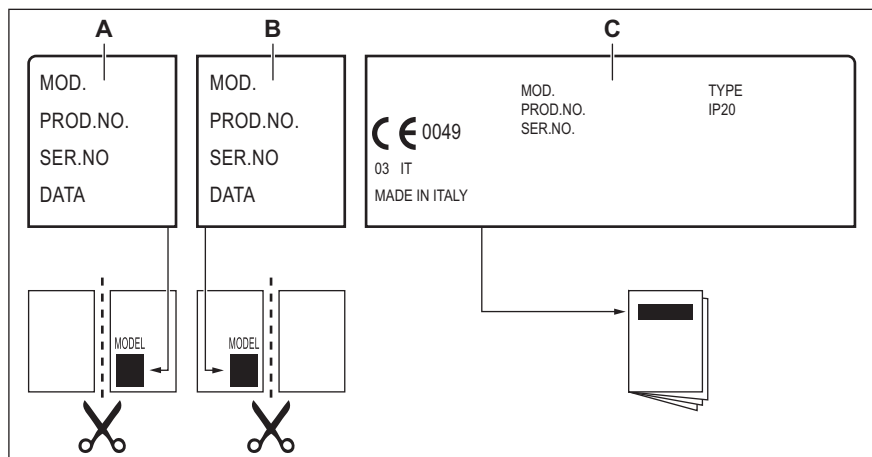 A
B
C
MOD.
PROD.NO.
SER.NO
DATA
MOD.
PROD.NO.
SER.NO
DATA
MOD.
PROD.NO.
SER.NO.
TYPE
IP20
CE 0049
03 IT
MADE IN ITALY
MODEL
MODEL